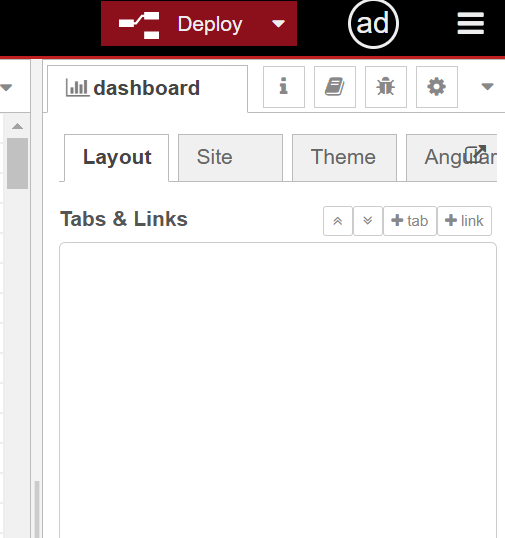 Deploy
ad
dashboard
i
Layout
Site
Theme
Angular
Tabs & Links
+ tab
+ link